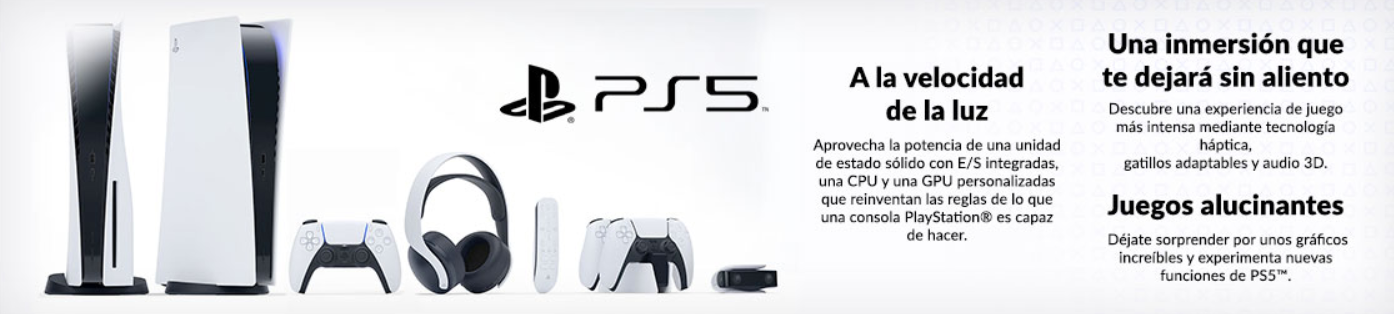 PS5
A la velocidad
de la luz
Aprovecha la potencia de una unidad
de estado sólido con E/S integradas,
una CPU y una GPU personalizadas
que reinventan las reglas de lo que
una consola PlayStation® es capaz
de hacer.
Una inmersión que
te dejará sin aliento
Descubre una experiencia de juego
más intensa mediante tecnología
háptica,
gatillos adaptables y audio 3D.
Juegos alucinantes
Déjate sorprender por unos gráficos
increíbles y experimenta nuevas
funciones de PS5™.